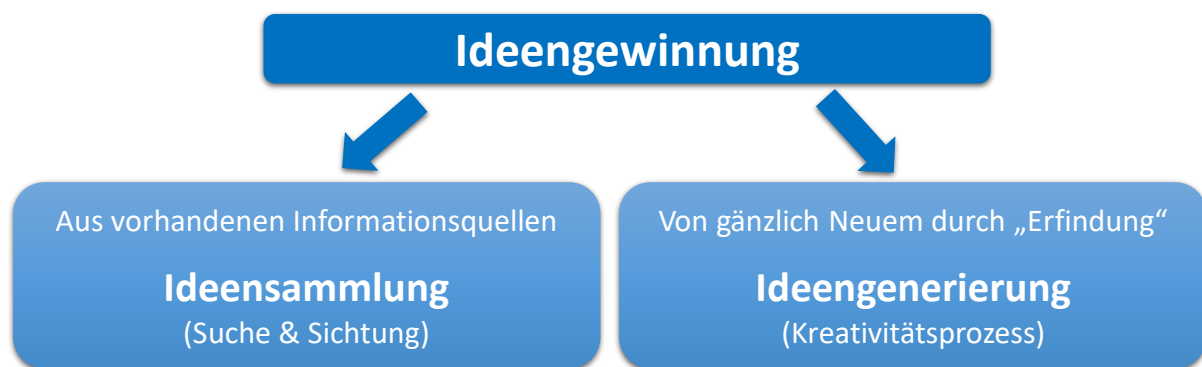 Ideengewinnung
Aus vorhandenen Informationsquellen
Ideensammlung
(Suche & Sichtung)
Von gänzlich Neuem durch „Erfindung“
Ideengenerierung
(Kreativitätsprozess)